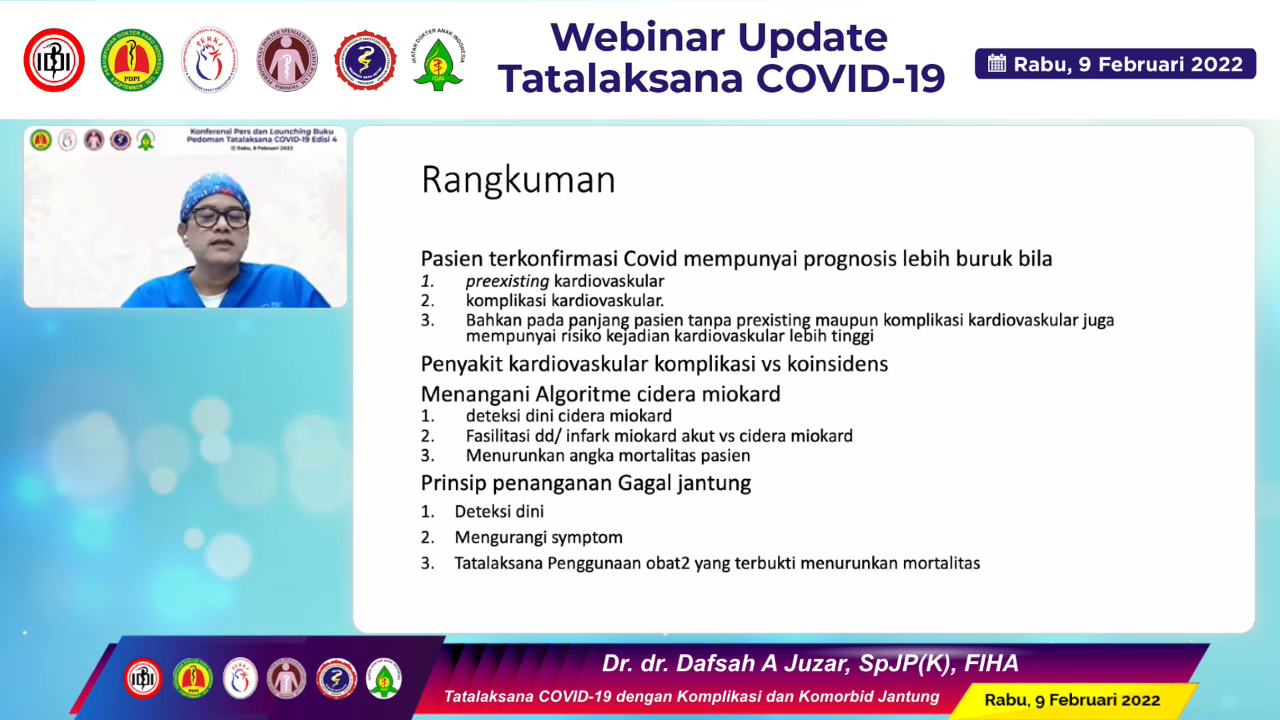 Webinar Update
Tatalaksana COVID-19
Rabu, 9 Februari 2022
Konferensi Pers dan Launching Buku
Pedoman Tatalaksana COVID-19 Edisi 4
Rabu, 9 Februari 2022
Rangkuman
Pasien terkonfirmasi Covid mempunyai prognosis lebih buruk bila
1. preexisting kardiovaskular
2. komplikasi kardiovaskular.
3. Bahkan pada panjang pasien tanpa prexisting maupun komplikasi kardiovaskular juga
mempunyai risiko kejadian kardiovaskular lebih tinggi
Penyakit kardiovaskular komplikasi vs koinsidens
Menangani Algoritme cidera miokard
1. deteksi dini cidera miokard
2. Fasilitasi dd/ infark miokard akut vs cidera miokard
3. Menurunkan angka mortalitas pasien
Prinsip penanganan Gagal jantung
1. Deteksi dini
2. Mengurangi symptom
3. Tatalaksana Penggunaan obat2 yang terbukti menurunkan mortalitas
Dr. dr. Dafsah A Juzar, SpJP(K), FIHA
Tatalaksana COVID-19 dengan Komplikasi dan Komorbid Jantung
Rabu, 9 Februari 2022